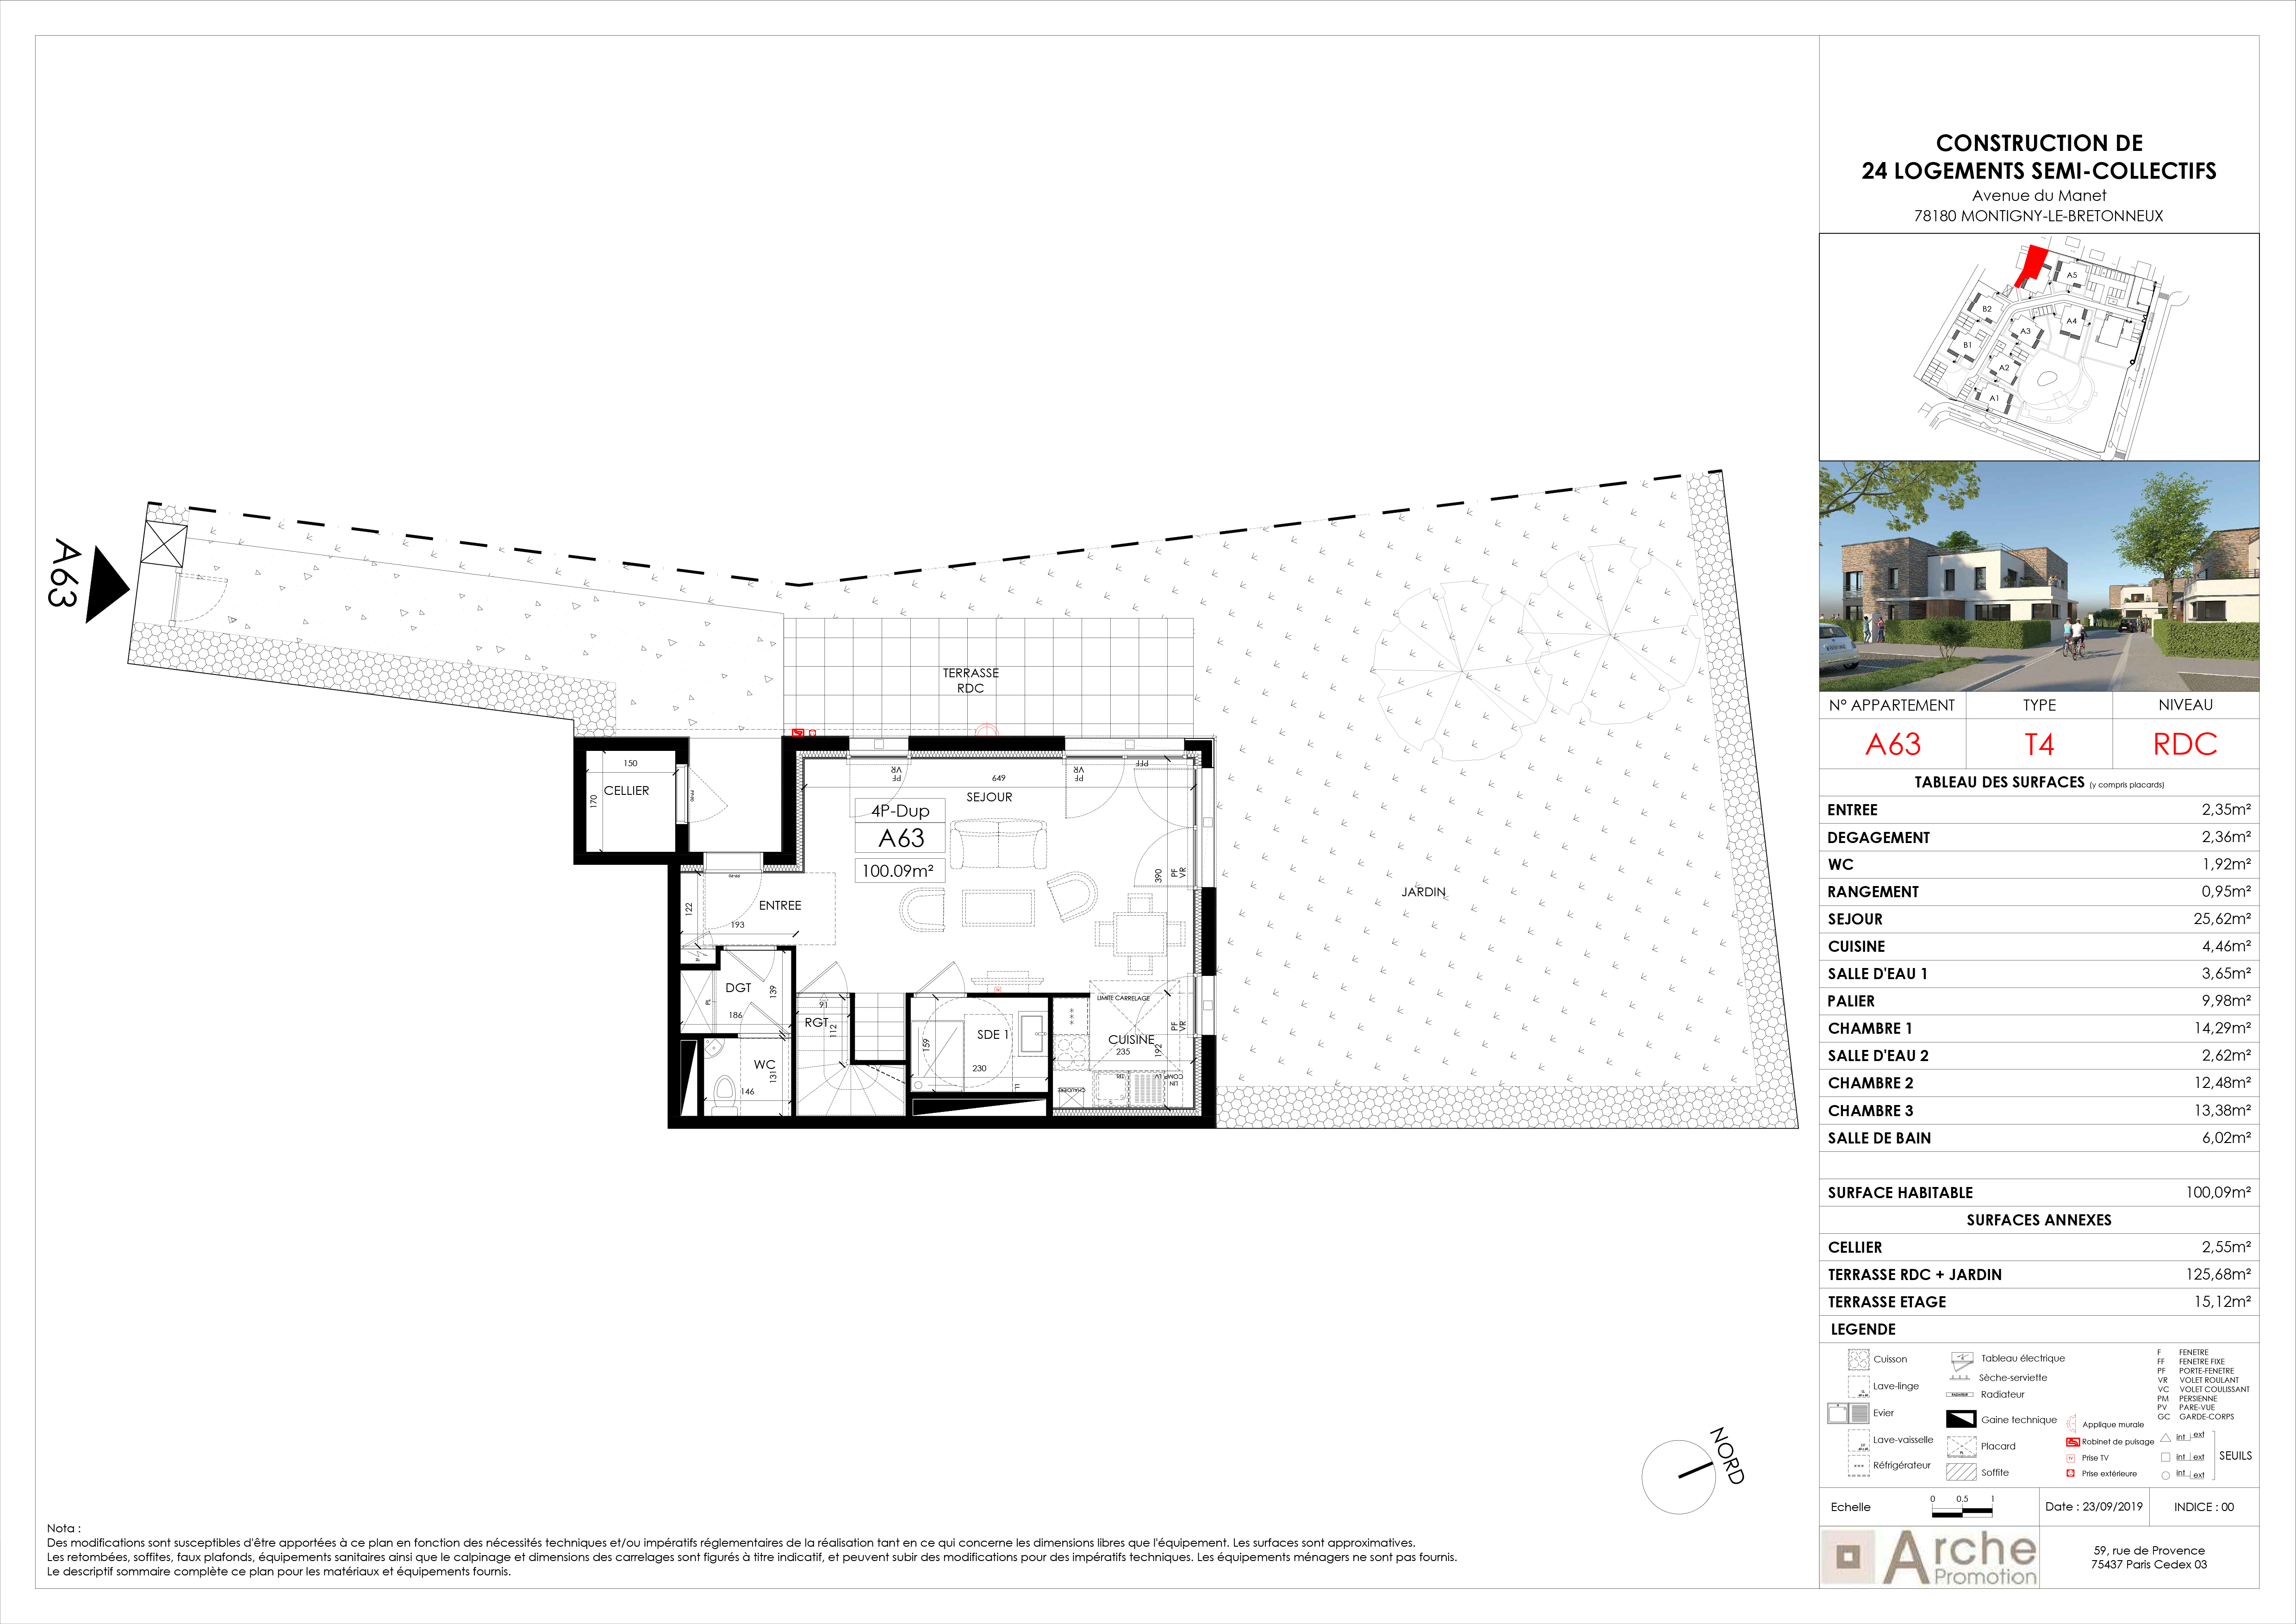 CONSTRUCTION DE
24 LOGEMENTS SEMI-COLLECTIFS
Avenue du Manet
78180 MONTIGNY-LE-BRETONNEUX
A5
B2
A4
A3
B1
A2
A1
N° APPARTEMENT TYPE NIVEAU
A63 T4 RDC
TABLEAU DES SURFACES (y compris placards)
ENTREE 2,35m²
DEGAGEMENT 2,36m²
WC 1,92m²
RANGEMENT 0,95m²
SEJOUR 25,62m²
CUISINE 4,46m²
SALLE D'EAU 1 3,65m²
PALIER 9,98m²
CHAMBRE 1 14,29m²
SALLE D'EAU 2 2,62m²
CHAMBRE 2 12,48m²
CHAMBRE 3 13,38m²
SALLE DE BAIN 6,02m²
SURFACE HABITABLE 100,09m²
SURFACES ANNEXES
CELLIER 2,55m²
TERRASSE RDC + JARDIN 125,68m²
TERRASSE ETAGE 15,12m²
LEGENDE
Cuisson
Lave-linge
Evier
Lave-vaisselle
Réfrigérateur
Tableau électrique
Sèche-serviette
Radiateur
Gaine technique
Placard
Soffite
Applique murale
Robinet de puisage
Prise TV
Prise extérieure
F FENETRE
FF FENETRE FIXE
PF PORTE-FENETRE
VR VOLET ROULANT
VC VOLET COULISSANT
PM PERSIENNE
PV PARE-VUE
GC GARDE-CORPS
int ext
int ext
int ext
SEUILS
Echelle 0 0.5 1
Date : 23/09/2019
INDICE : 00
Arche
Promotion
59, rue de Provence
75437 Paris Cedex 03
A63
TERRASSE
RDC
150
CELLIER
170
VR
PF
649
VR
PF
PFF
SEJOUR
4P-Dup
A63
100.09m²
390
PF
VR
JARDIN
ENTREE
122
193
DGT
139
PL
186
91
RGT
112
WC
131
146
SDE 1
159
230
LL
LIMITE CARRELAGE
CUISINE
235
192
PF
VR
CHAUDIERE
TRI
LV
COMP
LIN
NORD
Nota :
Des modifications sont susceptibles d'être apportées à ce plan en fonction des nécessités techniques et/ou impératifs réglementaires de la réalisation tant en ce qui concerne les dimensions libres que l'équipement. Les surfaces sont approximatives.
Les retombées, soffites, faux plafonds, équipements sanitaires ainsi que le calpinage et dimensions des carrelages sont figurés à titre indicatif, et peuvent subir des modifications pour des impératifs techniques. Les équipements ménagers ne sont pas fournis.
Le descriptif sommaire complète ce plan pour les matériaux et équipements fournis.